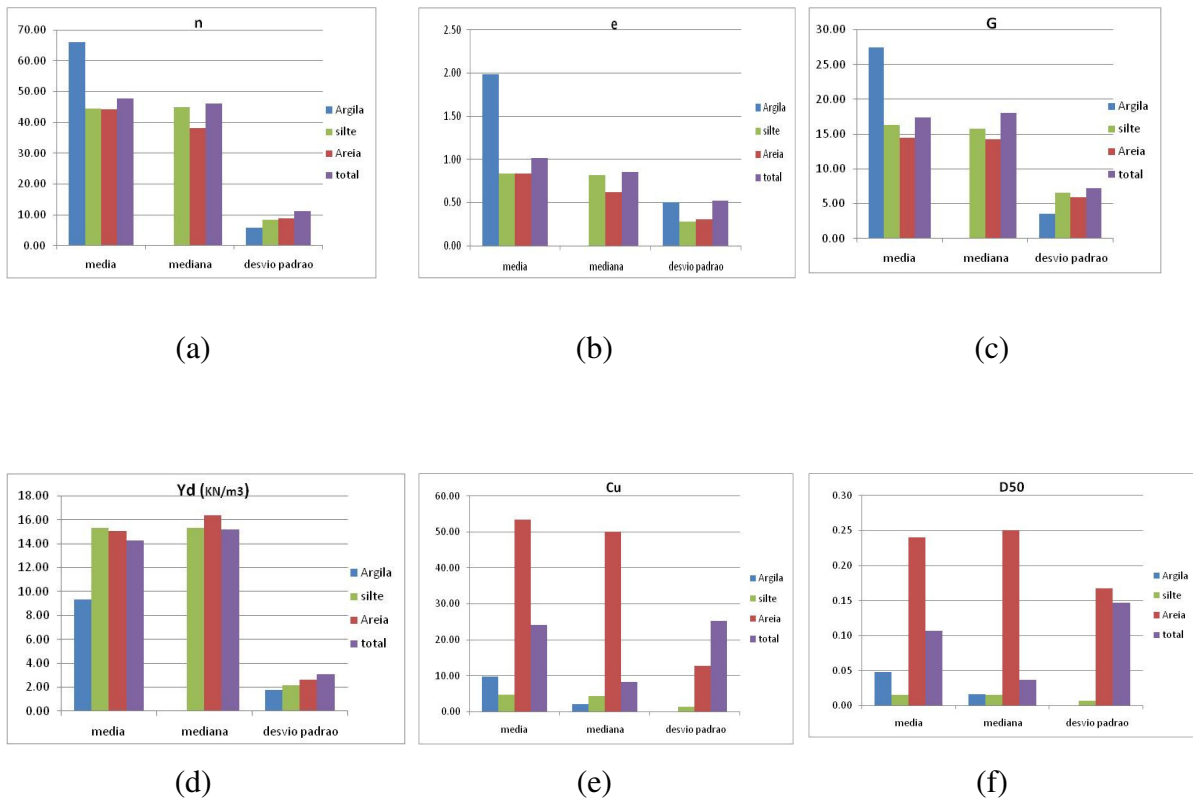 n
70.00
60.00
50.00
40.00
30.00
20.00
10.00
0.00
media mediana desvio padrao
Argila
silte
Areia
total
(a)
e
2.50
2.00
1.50
1.00
0.50
0.00
media mediana desvio padrao
Argila
silte
Areia
total
(b)
G
30.00
25.00
20.00
15.00
10.00
5.00
0.00
media mediana desvio padrao
Argila
silte
Areia
total
(c)
Yd (KN/m3)
18.00
16.00
14.00
12.00
10.00
8.00
6.00
4.00
2.00
0.00
media mediana desvio padrao
Argila
silte
Areia
total
(d)
Cu
60.00
50.00
40.00
30.00
20.00
10.00
0.00
media mediana desvio padrao
Argila
silte
Areia
total
(e)
D50
0.30
0.25
0.20
0.15
0.10
0.05
0.00
media mediana desvio padrao
Argila
silte
Areia
total
(f)